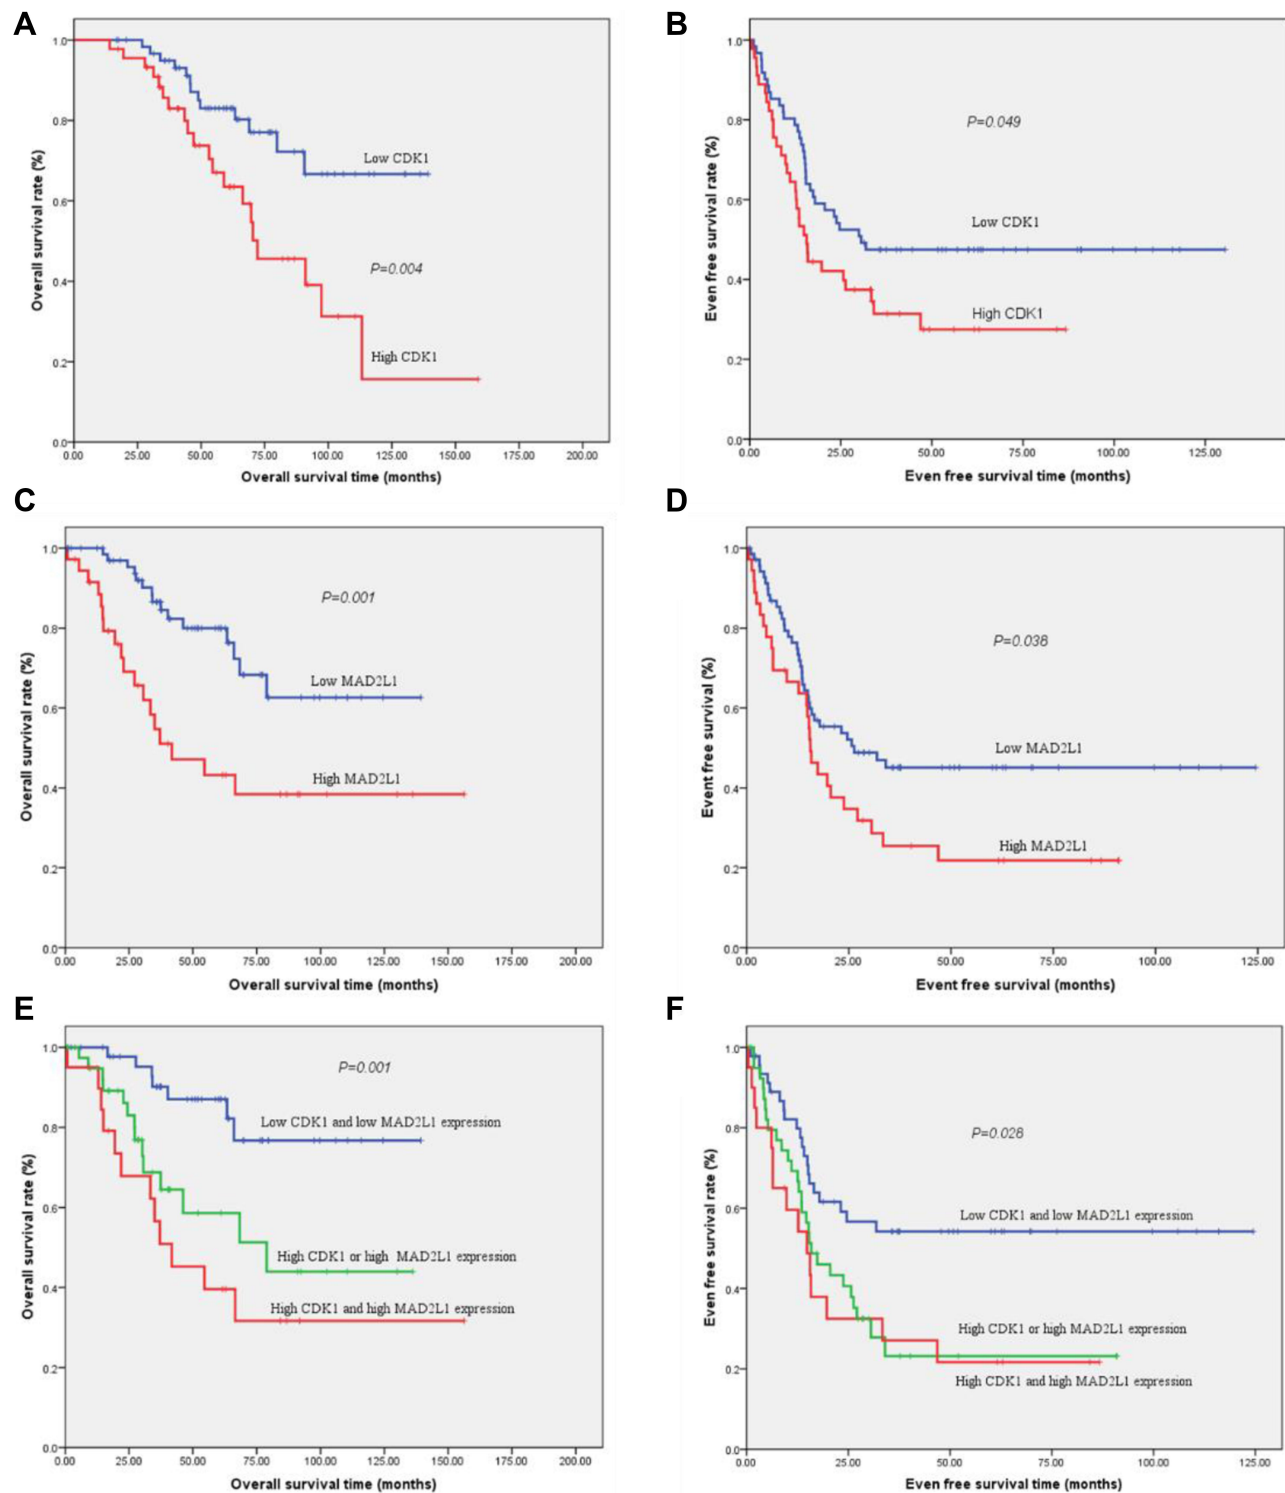 A
Overall survival rate (%)
1.0
0.8
0.6
0.4
0.2
0.0
Low CDK1
P=0.004
High CDK1
0.00 25.00 50.00 75.00 100.00 125.00 150.00 175.00 200.00
Overall survival time (months)
B
Even free survival rate (%)
1.0
0.8
0.6
0.4
0.2
0.0
P=0.049
Low CDK1
High CDK1
0.00 25.00 50.00 75.00 100.00 125.00
Even free survival time (months)
C
Overall survival rate (%)
1.0
0.8
0.6
0.4
0.2
0.0
P=0.001
Low MAD2L1
High MAD2L1
0.00 25.00 50.00 75.00 100.00 125.00 150.00 175.00 200.00
Overall survival time (months)
D
Event free survival (%)
1.0
0.8
0.6
0.4
0.2
0.0
P=0.038
Low MAD2L1
High MAD2L1
0.00 25.00 50.00 75.00 100.00 125.00
Event free survival (months)
E
Overall survival rate (%)
1.0
0.8
0.6
0.4
0.2
0.0
P=0.001
Low CDK1 and low MAD2L1 expression
High CDK1 or high MAD2L1 expression
High CDK1 and high MAD2L1 expression
0.00 25.00 50.00 75.00 100.00 125.00 150.00 175.00 200.00
Overall survival time (months)
F
Even free survival rate (%)
1.0
0.8
0.6
0.4
0.2
0.0
P=0.028
Low CDK1 and low MAD2L1 expression
High CDK1 or high MAD2L1 expression
High CDK1 and high MAD2L1 expression
0.00 25.00 50.00 75.00 100.00 125.00
Even free survival time (months)